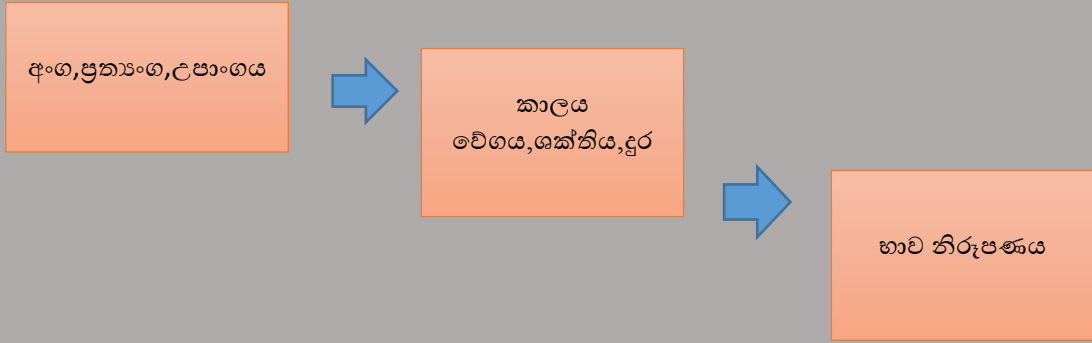 අංග,ප්‍රත්‍යංග,උපාංගය
කාලය
වේගය,ශක්තිය,දුර
භාව නිරූපණය